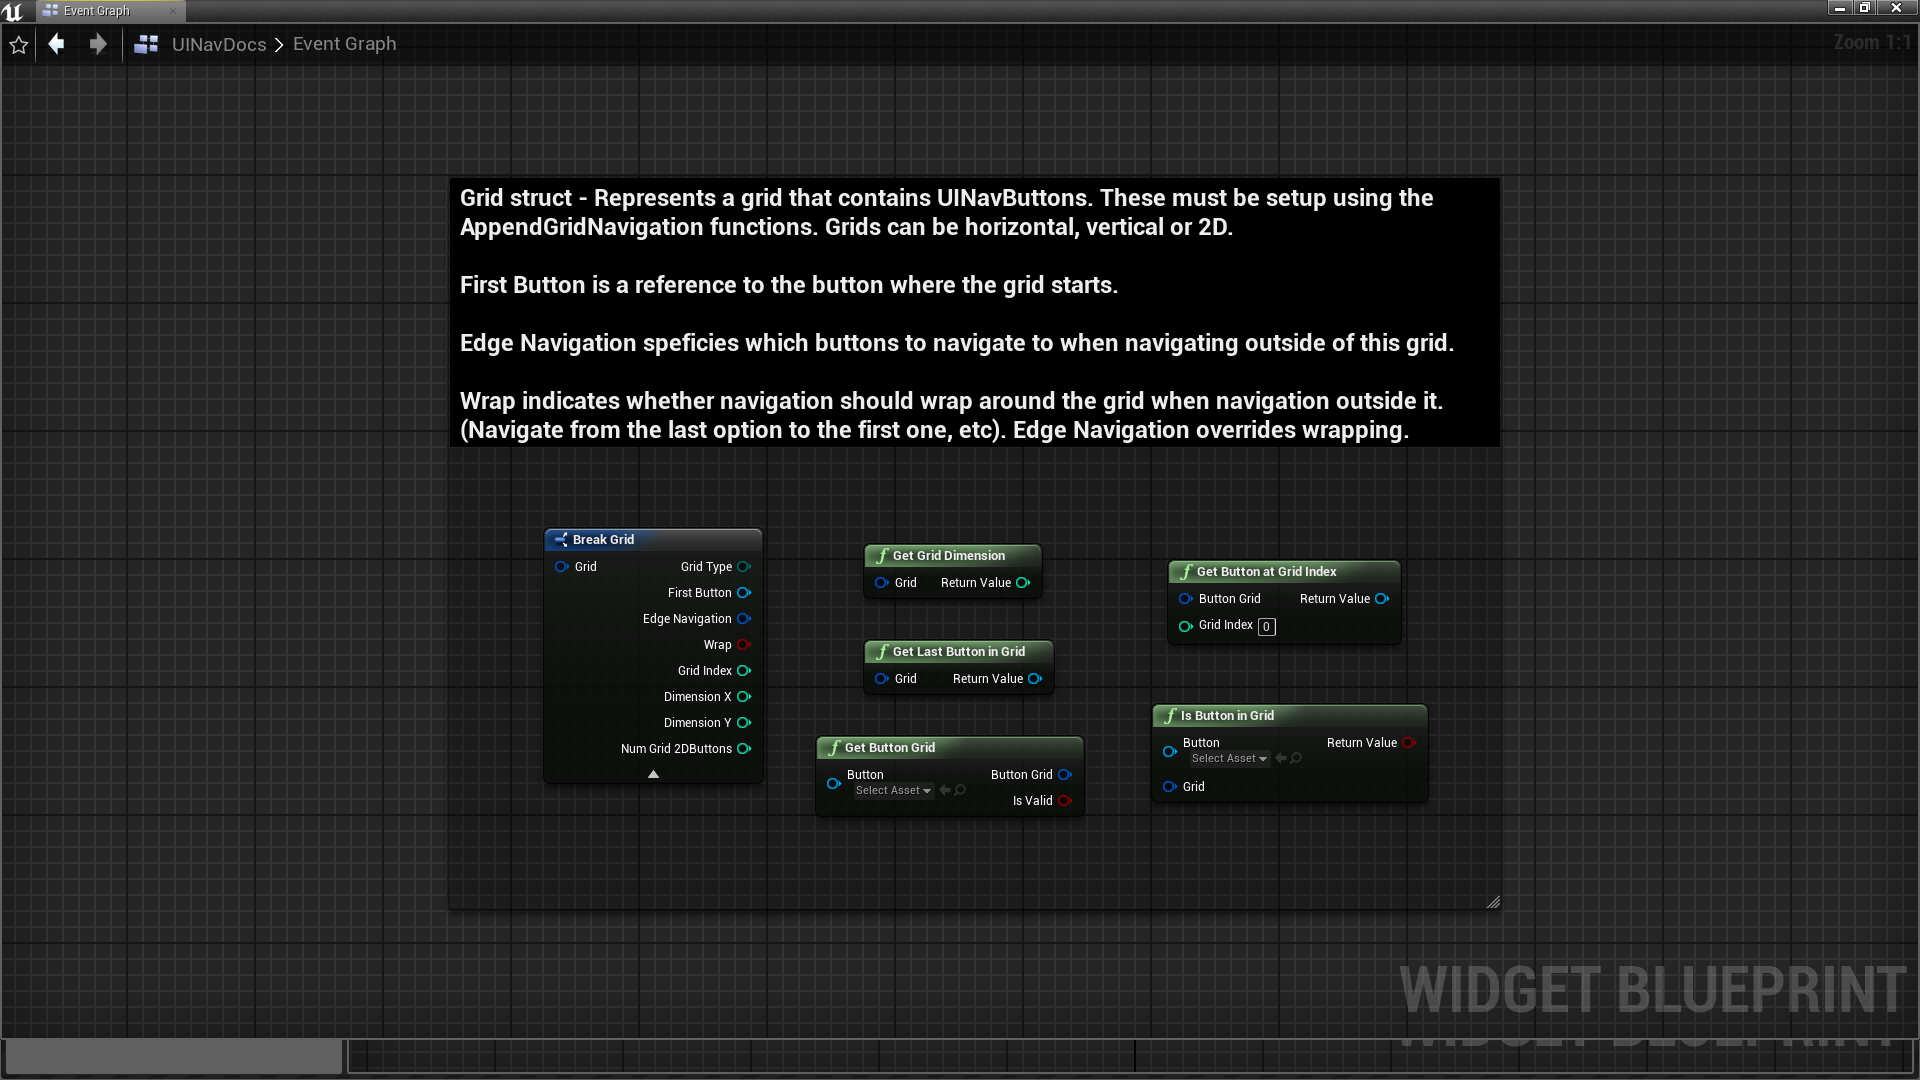 Event Graph
UINavDocs > Event Graph
Zoom 1:1
Grid struct - Represents a grid that contains UINavButtons. These must be setup using the
AppendGridNavigation functions. Grids can be horizontal, vertical or 2D.
First Button is a reference to the button where the grid starts.
Edge Navigation speficies which buttons to navigate to when navigating outside of this grid.
Wrap indicates whether navigation should wrap around the grid when navigation outside it.
(Navigate from the last option to the first one, etc). Edge Navigation overrides wrapping.
Break Grid
Grid Grid Type
First Button
Edge Navigation
Wrap
Grid Index
Dimension X
Dimension Y
Num Grid 2DButtons
Get Grid Dimension
Grid Return Value
Get Last Button in Grid
Grid Return Value
Get Button Grid
Button Button Grid
Select Asset
Is Valid
Get Button at Grid Index
Button Grid Return Value
Grid Index 0
Is Button in Grid
Button Return Value
Select Asset
Grid
WIDGET BLUEPRINT
WIDGET BLUEPRINT